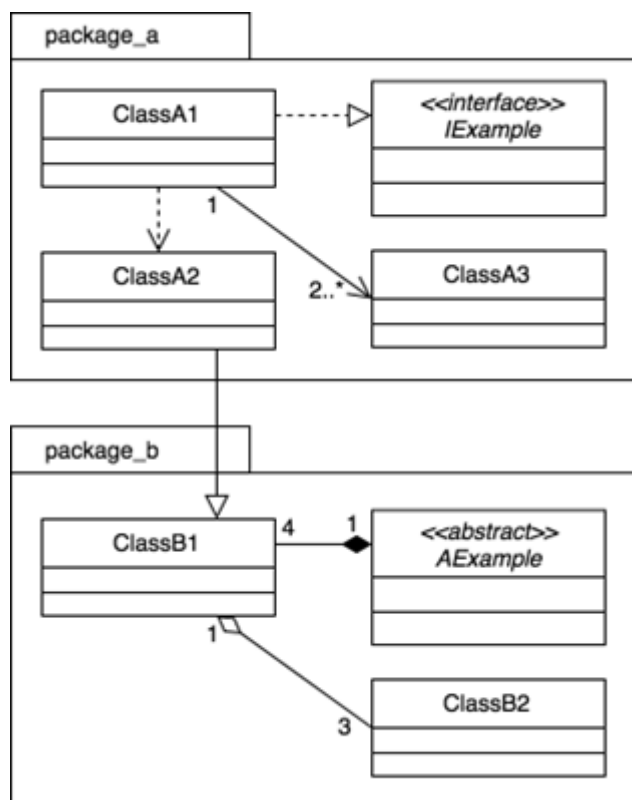 package_a
ClassA1
<<interface>>
IExample
1
ClassA2
ClassA3
2..*
package_b
ClassB1
4
1
<<abstract>>
AExample
1
ClassB2
3